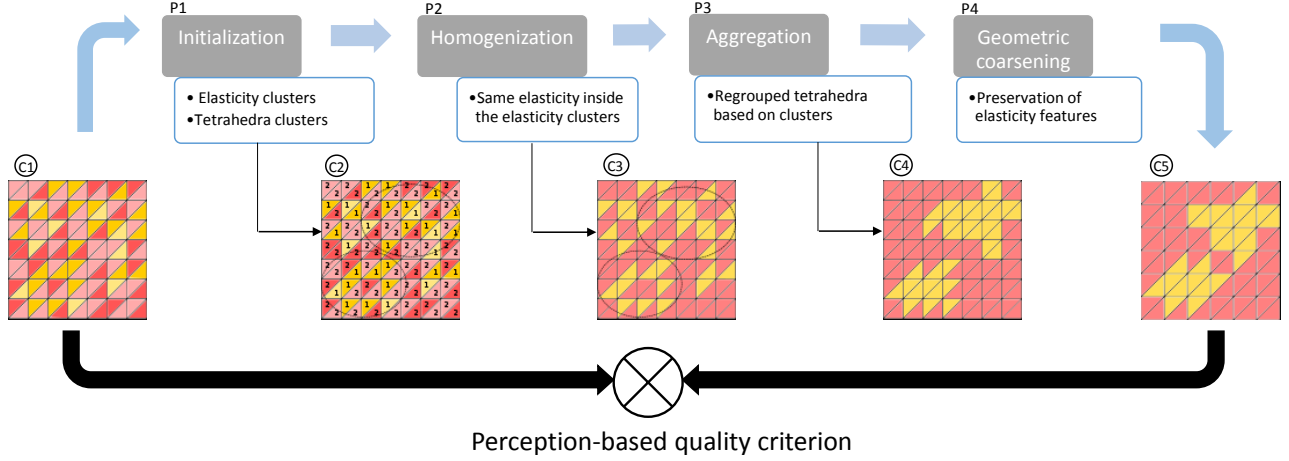 P1
P2
P3
P4
Initialization
Homogenization
Aggregation
Geometric
coarsening
• Elasticity clusters
•Tetrahedra clusters
•Same elasticity inside
the elasticity clusters
•Regrouped tetrahedra
based on clusters
•Preservation of
elasticity features
C1
C2
C3
C4
C5
Perception-based quality criterion